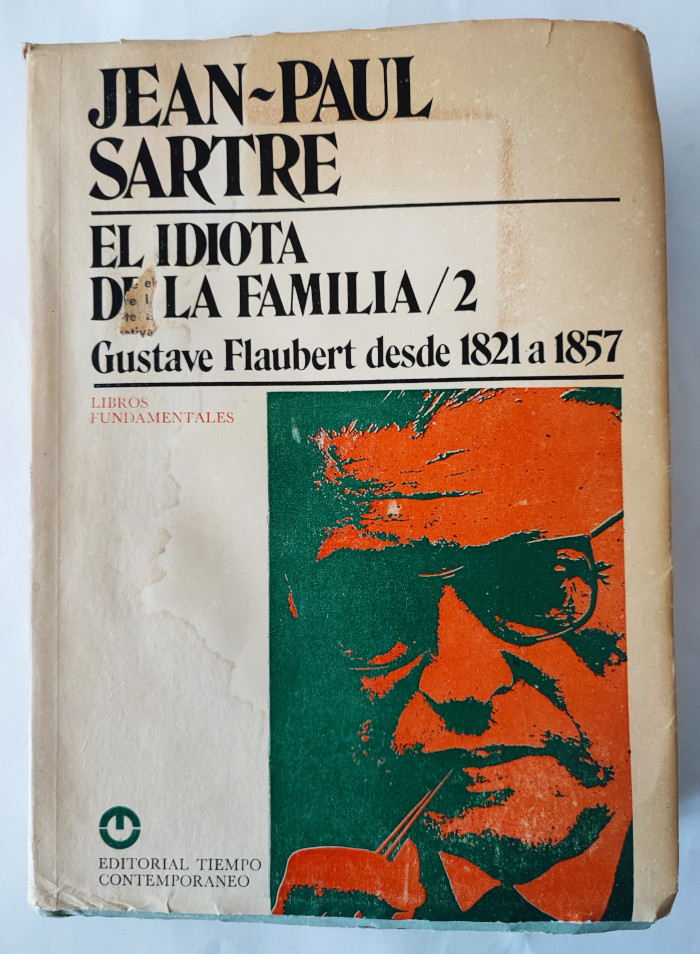 JEAN-PAUL
SARTRE
EL IDIOTA
DE LA FAMILIA/2
Gustave Flaubert desde 1821 a 1857
LIBROS
FUNDAMENTALES
EDITORIAL TIEMPO
CONTEMPORANEO